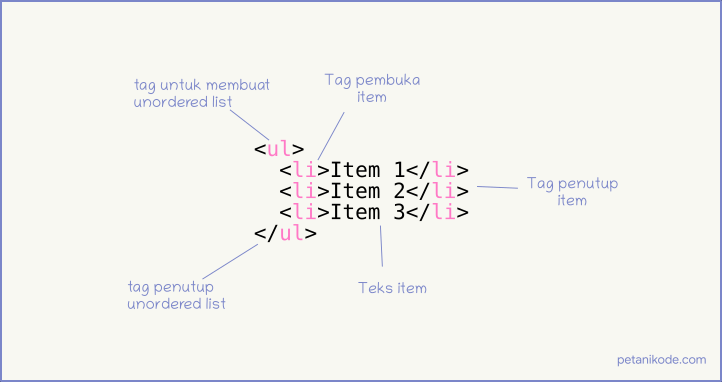 tag untuk membuat
unordered list
Tag pembuka
item
<ul>
<li>Item 1</li>
<li>Item 2</li>
<li>Item 3</li>
</ul>
Tag penutup
item
tag penutup
unordered list
Teks item
petanikode.com